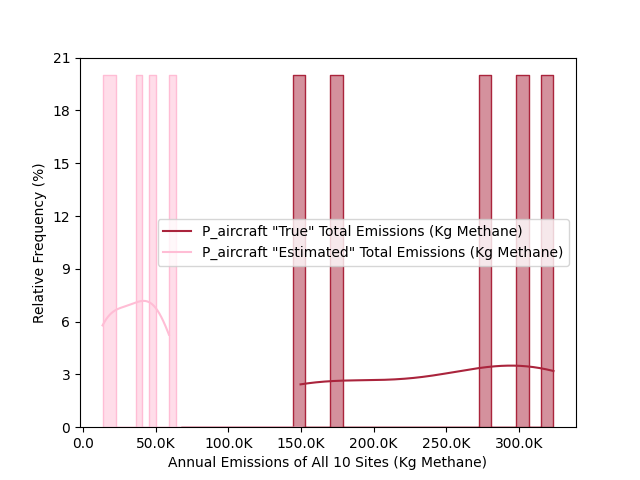 21
18
15
12
9
6
3
0
Relative Frequency (%)
P_aircraft "True" Total Emissions (Kg Methane)
P_aircraft "Estimated" Total Emissions (Kg Methane)
0.0 50.0K 100.0K 150.0K 200.0K 250.0K 300.0K
Annual Emissions of All 10 Sites (Kg Methane)